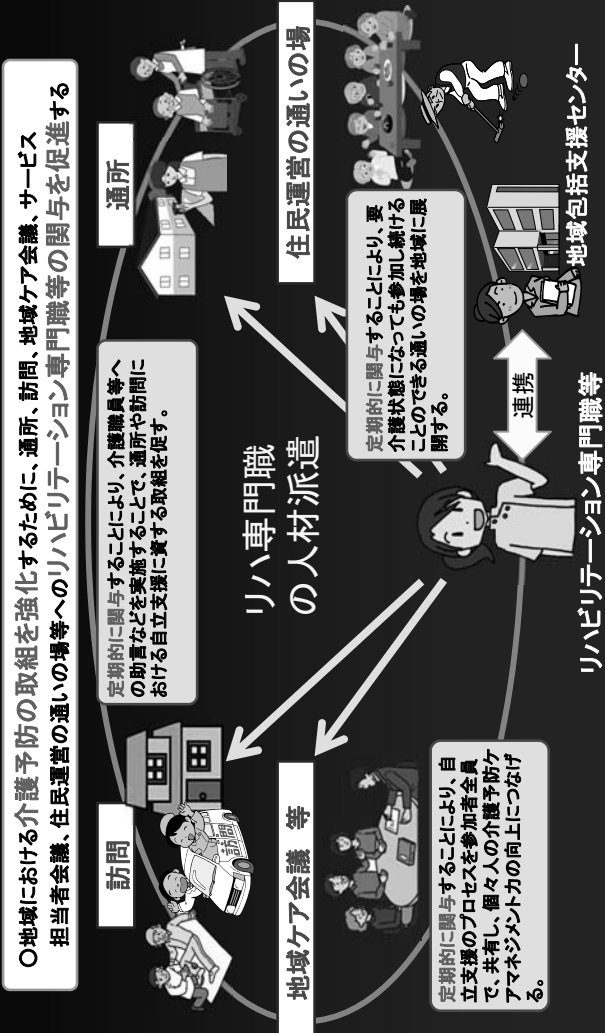 〇地域における介護予防の取組を強化するために、通所、訪問、地域ケア会議、サービス
担当者会議、住民運営の通いの場等へのリハビリテーション専門職等の関与を促進する
訪問
訪問
通所
定期的に関与することにより、介護職員等へ
の助言などを実施することで、通所や訪問に
おける自立支援に資する取組を促す。
リハ専門職
の人材派遣
地域ケア会議 等
住民運営の通いの場
定期的に関与することにより、自
立支援のプロセスを参加者全員
で、共有し、個々人の介護予防ケ
アマネジメント力の向上につなげ
る。
定期的に関与することにより、要
介護状態になっても参加し続ける
ことのできる通いの場を地域に展
開する。
連携
リハビリテーション専門職等
地域包括支援センター